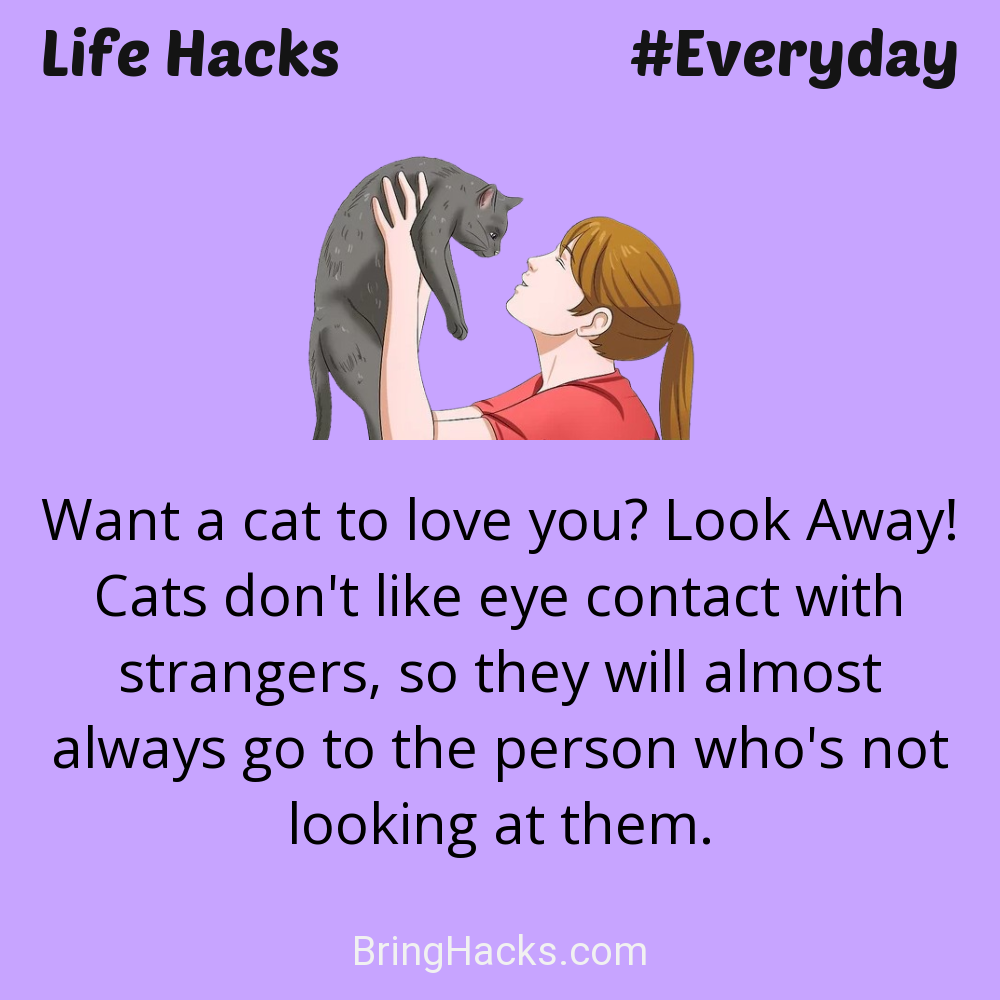 Life Hacks
#Everyday
Want a cat to love you? Look Away!
Cats don't like eye contact with
strangers, so they will almost
always go to the person who's not
looking at them.
BringHacks.com